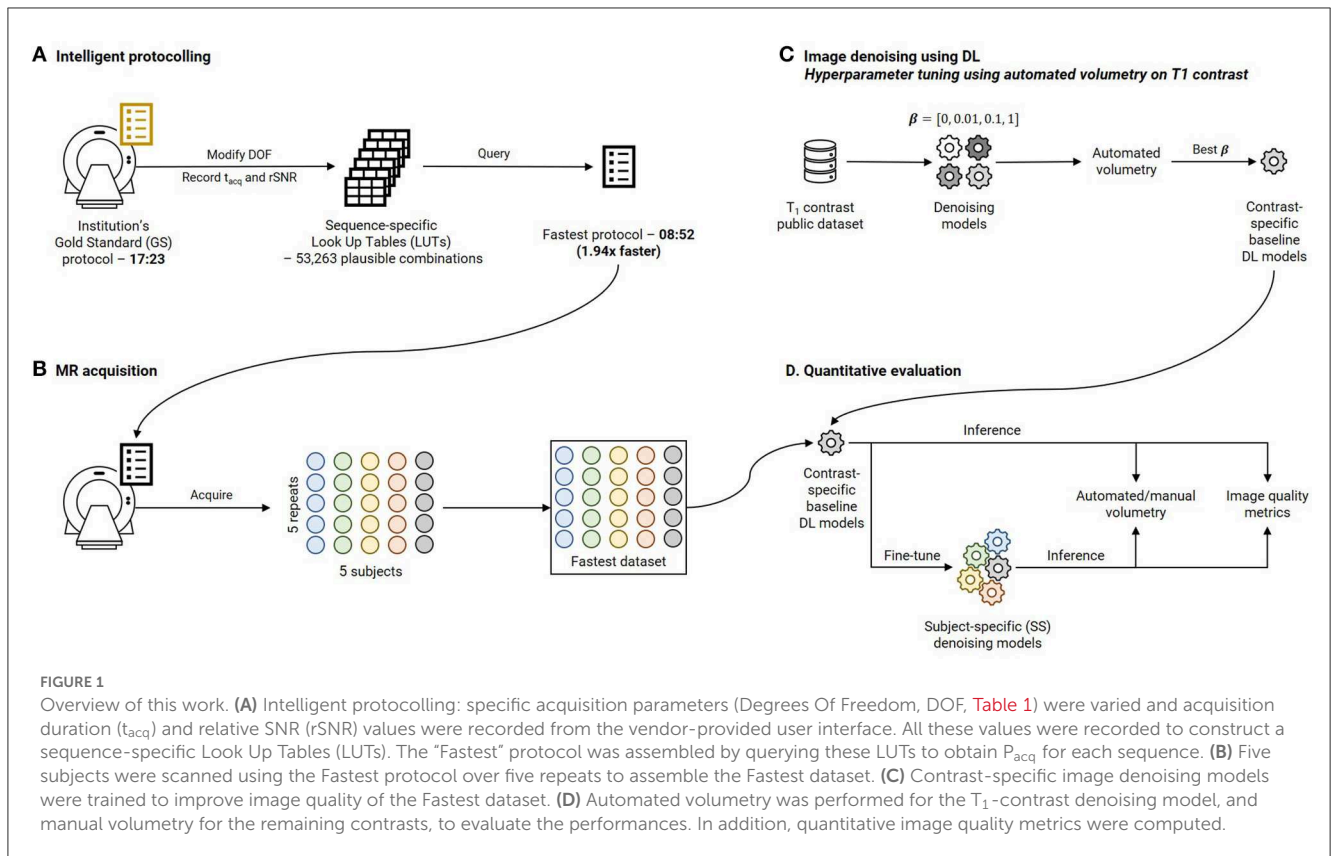 A Intelligent protocolling
Modify DOF
Record tacq and rSNR
Query
Institution's
Gold Standard (GS)
protocol – 17:23
Sequence-specific
Look Up Tables (LUTs)
– 53,263 plausible combinations
Fastest protocol – 08:52
(1.94x faster)
C Image denoising using DL
Hyperparameter tuning using automated volumetry on T1 contrast
β = [0, 0.01, 0.1, 1]
T1 contrast
public dataset
Denoising
models
Automated
volumetry
Best β
Contrast-
specific
baseline
DL models
B MR acquisition
Acquire
5 repeats
5 subjects
Fastest dataset
D. Quantitative evaluation
Contrast-
specific
baseline
DL models
Inference
Fine-tune
Subject-specific (SS)
denoising models
Inference
Automated/manual
volumetry
Image quality
metrics
FIGURE 1
Overview of this work. (A) Intelligent protocolling: specific acquisition parameters (Degrees Of Freedom, DOF, Table 1) were varied and acquisition
duration (tacq) and relative SNR (rSNR) values were recorded from the vendor-provided user interface. All these values were recorded to construct a
sequence-specific Look Up Tables (LUTs). The “Fastest” protocol was assembled by querying these LUTs to obtain Pacq for each sequence. (B) Five
subjects were scanned using the Fastest protocol over five repeats to assemble the Fastest dataset. (C) Contrast-specific image denoising models
were trained to improve image quality of the Fastest dataset. (D) Automated volumetry was performed for the T1-contrast denoising model, and
manual volumetry for the remaining contrasts, to evaluate the performances. In addition, quantitative image quality metrics were computed.